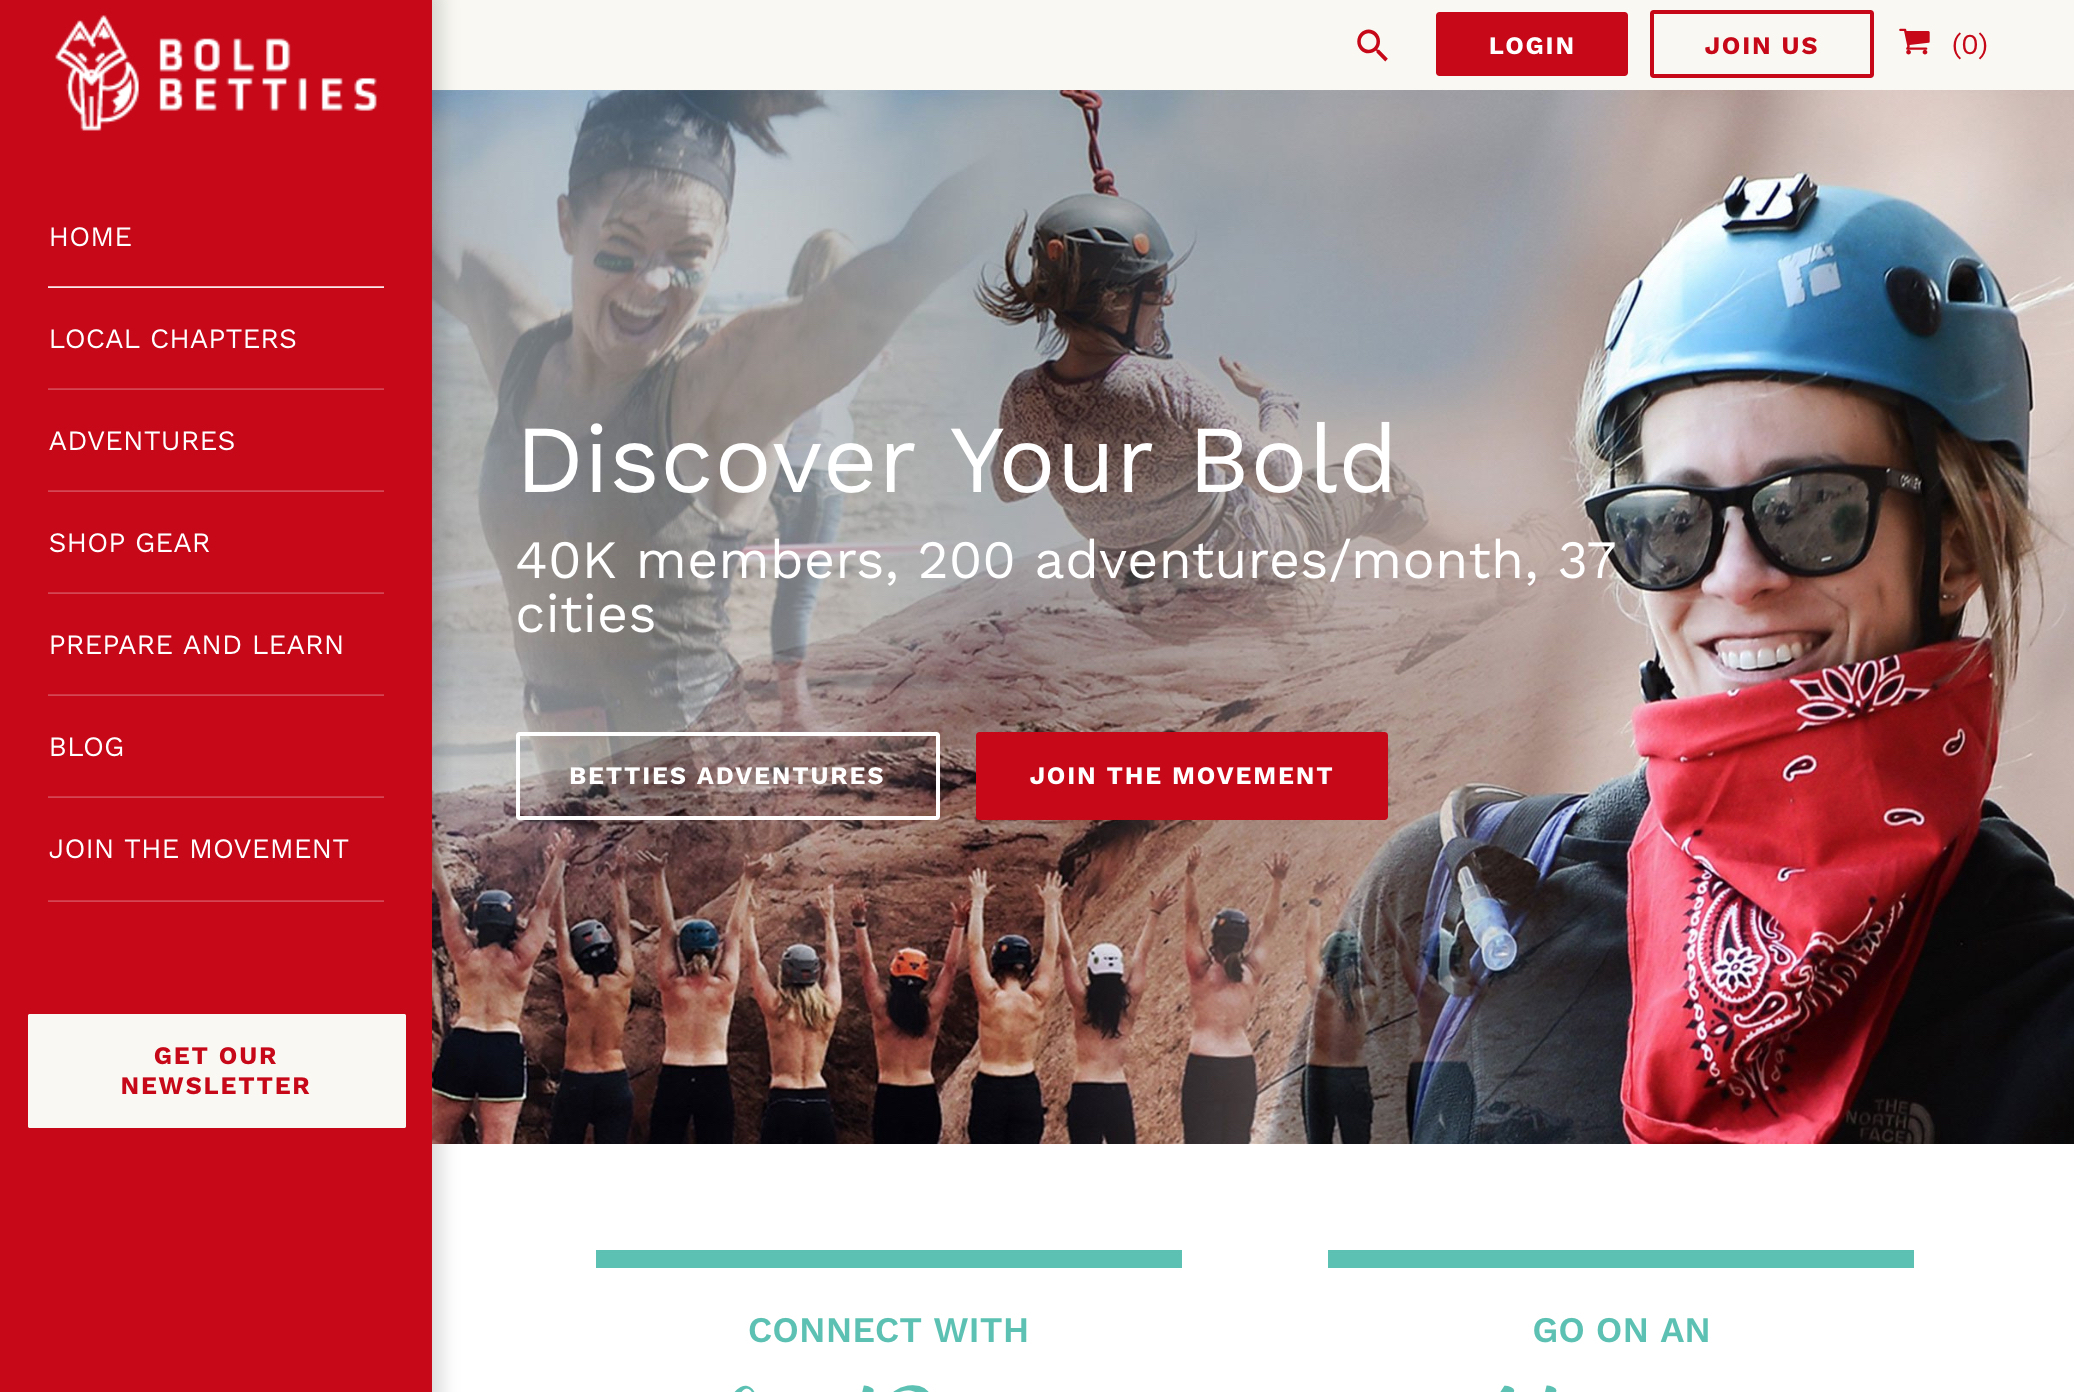 BOLD
BETTIES
LOGIN
JOIN US
(0)
HOME
LOCAL CHAPTERS
ADVENTURES
SHOP GEAR
PREPARE AND LEARN
BLOG
JOIN THE MOVEMENT
GET OUR
NEWSLETTER
Discover Your Bold
40K members, 200 adventures/month, 37
cities
BETTIES ADVENTURES
JOIN THE MOVEMENT
OAKLEY
THE
NORTH
FACE
CONNECT WITH
GO ON AN